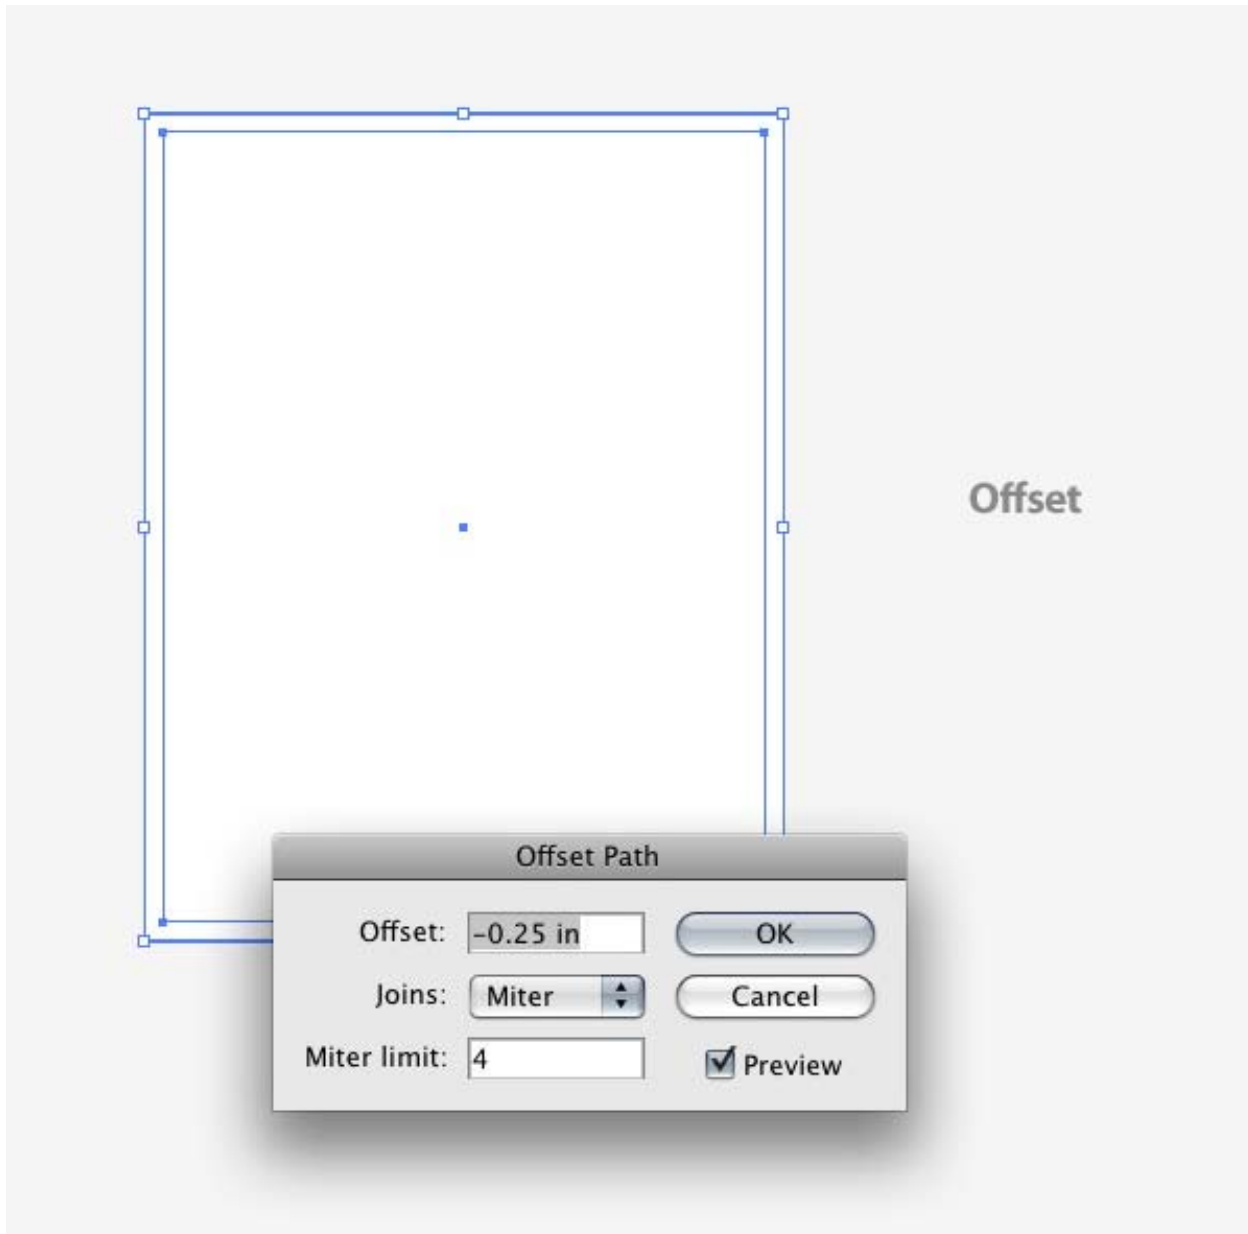 Offset
Offset Path
Offset: -0.25 in OK
Joins: Miter Cancel
Miter limit: 4 Preview